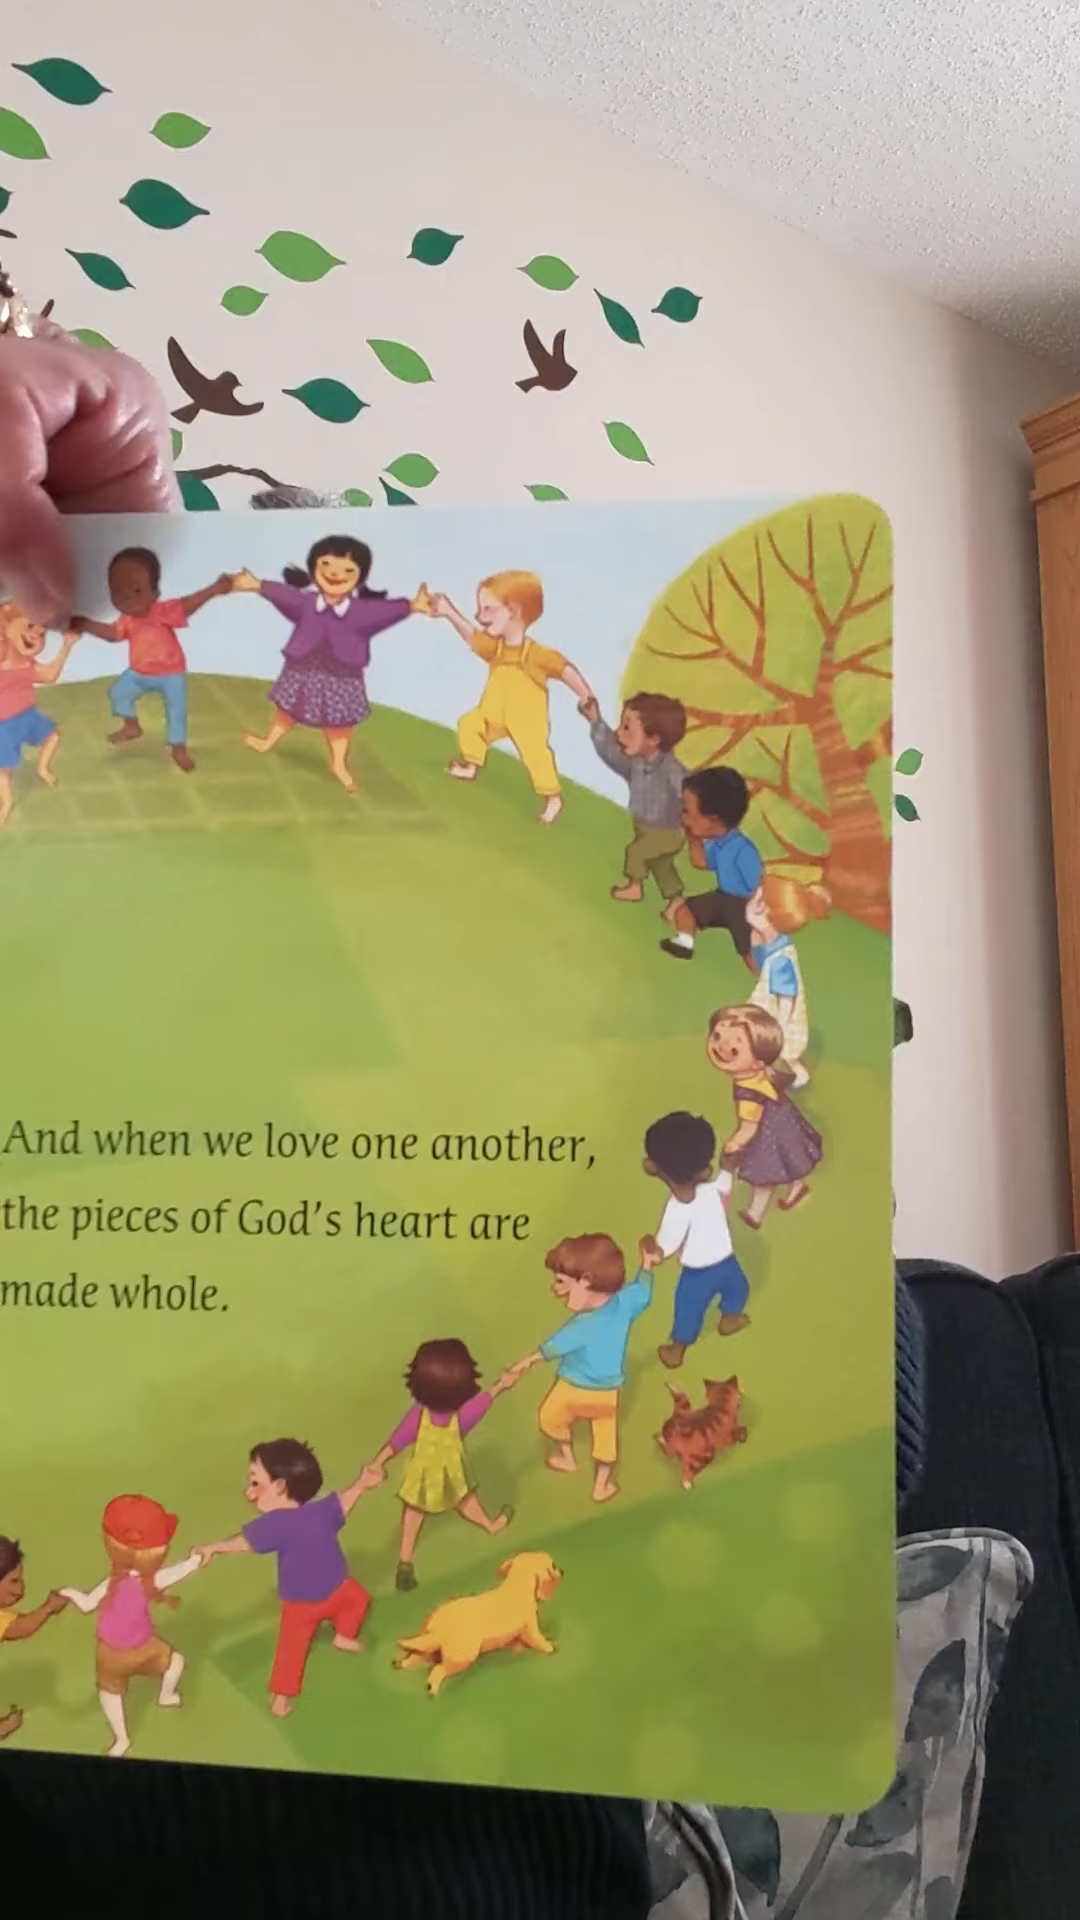 And when we love one another,
the pieces of God's heart are
made whole.